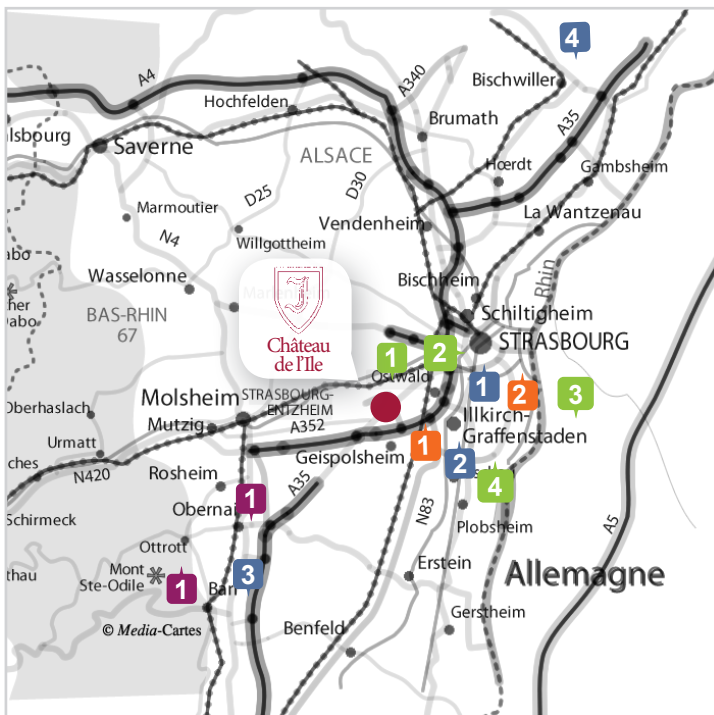 4
A4
A340
Bischwiller
Hochfelden
Brumath
A35
alsbourg
Saverne
ALSACE
Hœrdt
Gambsheim
D30
D25
Marmoutier
La Wantzenau
N4
Willgottheim
Vendenheim
Wasselonne
Bischheim
Rhin
BAS-RHIN
67
Schiltigheim
STRASBOURG
Château
de l'Ile
1
2
Ostwald
1
2
3
Oberhaslach
Molsheim
STRASBOURG-
ENTZHEIM
Mutzig
A352
Illkirch-
Graffenstaden
Urmatt
Geispolsheim
1
2
4
N420
Rosheim
A35
1
Obernai
N83
Schirmeck
Plobsheim
A5
Ottrott
Mont
Ste-Odile
1
3
Barr
Erstein
Allemagne
Gerstheim
© Media-Cartes
Benfeld